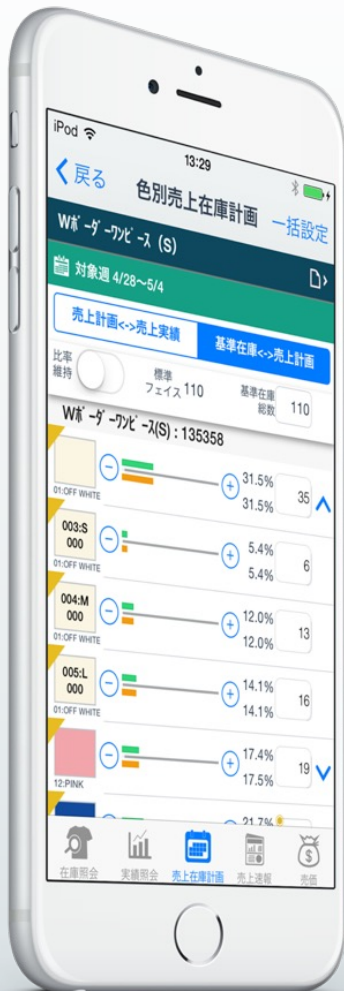 iPod
13:29
戻る
色別売上在庫計画
一括設定
Wボーダーワンピース (S)
対象週 4/28〜5/4
売上計画<->売上実績
基準在庫<->売上計画
比率
維持
標準
フェイス 110
基準在庫
総数
110
Wボーダーワンピース(S) : 135358
31.5%
31.5%
35
01:OFF WHITE
003:S
000
5.4%
5.4%
6
01:OFF WHITE
004:M
000
12.0%
12.0%
13
01:OFF WHITE
005:L
000
14.1%
14.1%
16
01:OFF WHITE
17.4%
17.5%
19
12:PINK
21.7%
在庫照会
実績照会
売上在庫計画
売上速報
売価